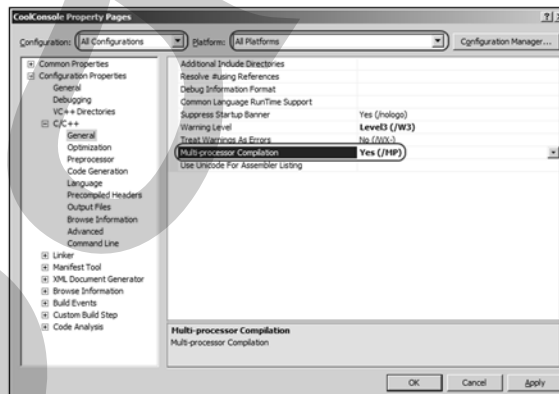 CoolConsole Property Pages
Configuration: All Configurations Platform: All Platforms Configuration Manager...
Common Properties
Configuration Properties
General
Debugging
VC++ Directories
C/C++
General
Optimization
Preprocessor
Code Generation
Language
Precompiled Headers
Output Files
Browse Information
Advanced
Command Line
Linker
Manifest Tool
XML Document Generator
Browse Information
Build Events
Custom Build Step
Code Analysis
Additional Include Directories
Resolve #using References
Debug Information Format
Common Language RunTime Support
Suppress Startup Banner Yes (/nologo)
Warning Level Level3 (/W3)
Treat Warnings As Errors No (/WX-)
Multi-processor Compilation Yes (/MP)
Use Unicode For Assembler Listing
Multi-processor Compilation
Multi-processor Compilation
OK Cancel Apply